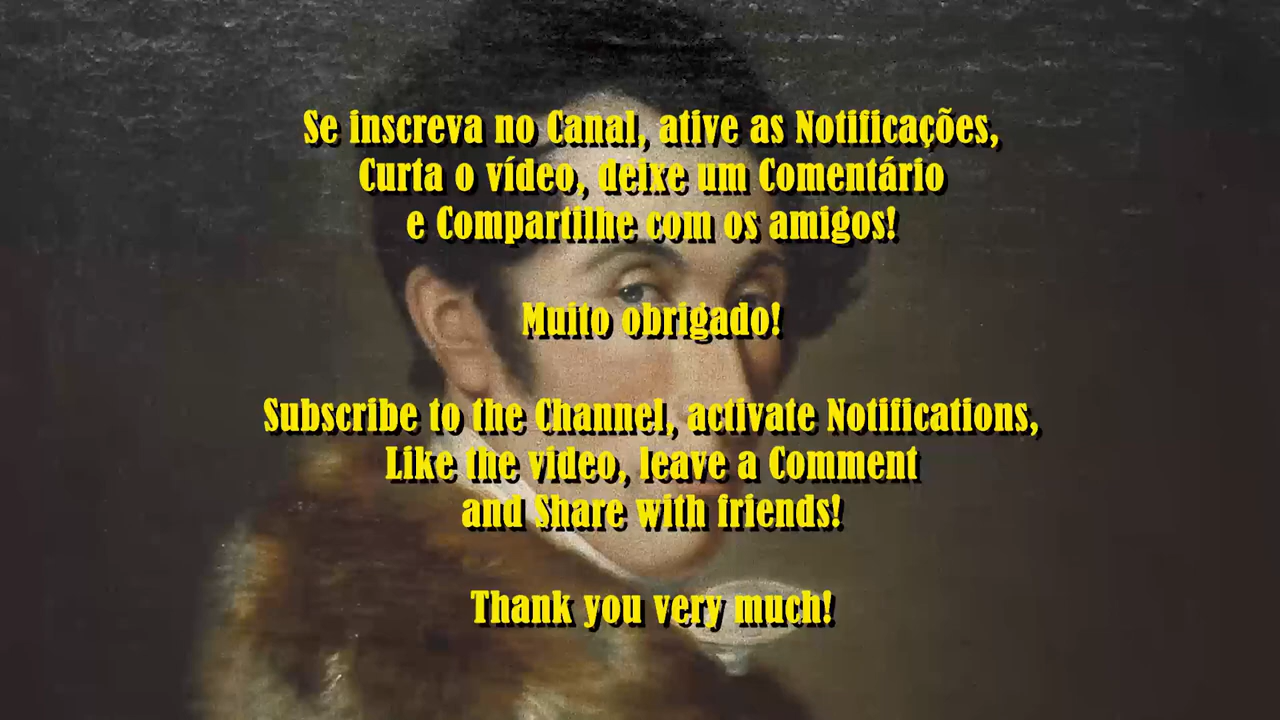 Se inscreva no Canal, ative as Notificações,
Curta o vídeo, deixe um Comentário
e Compartilhe com os amigos!
Muito obrigado!
Subscribe to the Channel, activate Notifications,
Like the video, leave a Comment
and Share with friends!
Thank you very much!